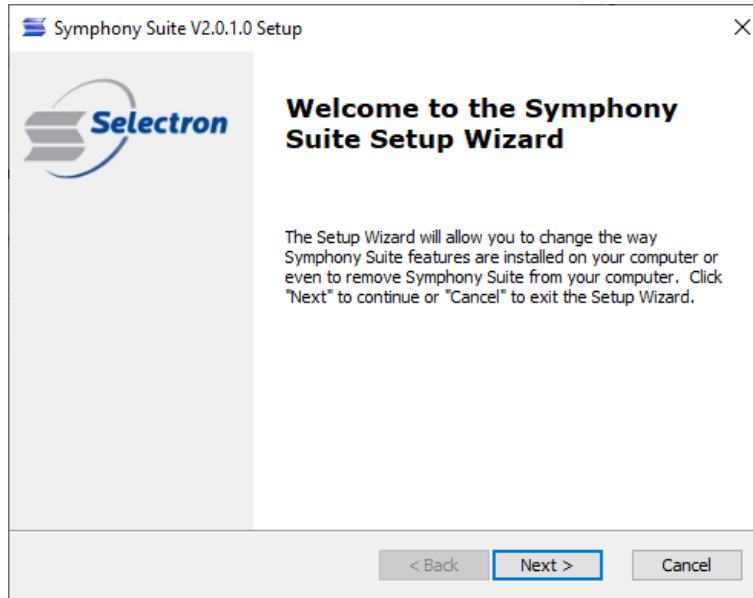 Symphony Suite V2.0.1.0 Setup
Selectron
Welcome to the Symphony
Suite Setup Wizard
The Setup Wizard will allow you to change the way
Symphony Suite features are installed on your computer or
even to remove Symphony Suite from your computer.  Click
"Next" to continue or "Cancel" to exit the Setup Wizard.
< Back
Next >
Cancel